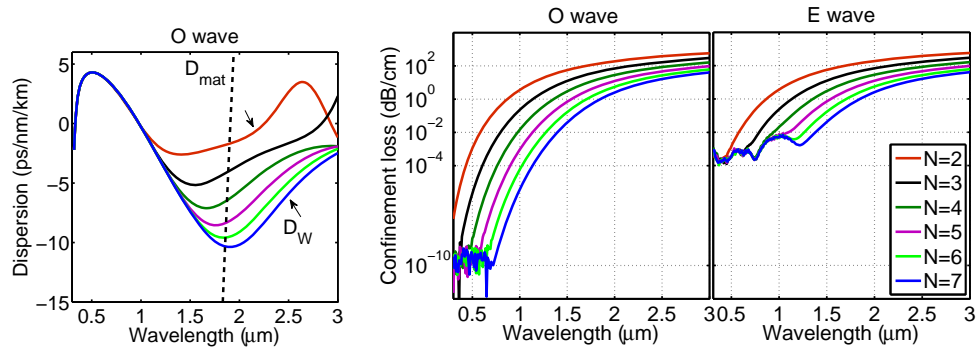 O wave
D_mat
D_W
Dispersion (ps/nm/km)
5
0
−5
−10
−15
0.5 1 1.5 2 2.5 3
Wavelength (μm)
O wave
E wave
Confinement loss (dB/cm)
10^2
10^0
10^−2
10^−4
10^−10
0.5 1 1.5 2 2.5 3
0.5 1 1.5 2 2.5 3
Wavelength (μm)
Wavelength (μm)
N=2
N=3
N=4
N=5
N=6
N=7